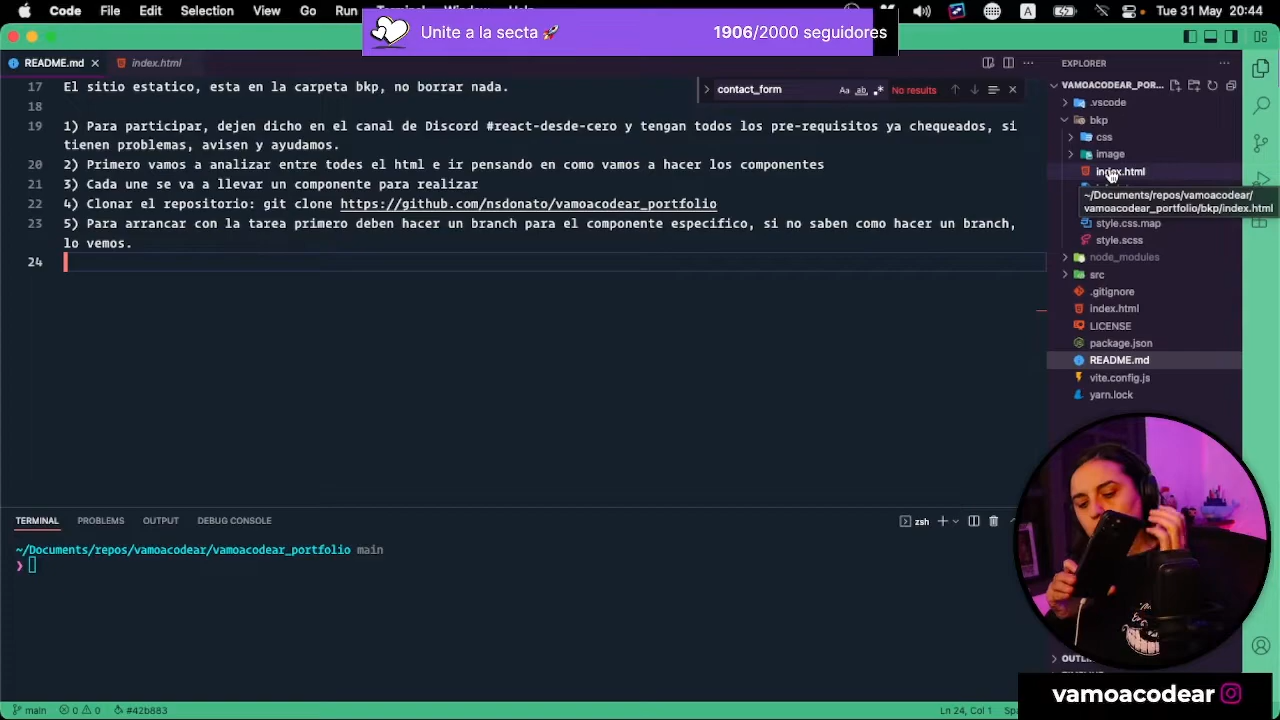 Code File Edit Selection View Go Run
A Tue 31 May 20:44
Unite a la secta 🚀 1906/2000 seguidores
README.md index.html
EXPLORER
17 El sitio estatico, esta en la carpeta bkp, no borrar nada.
contact_form Aa ab .* No results
18
19 1) Para participar, dejen dicho en el canal de Discord #react-desde-cero y tengan todos los pre-requisitos ya chequeados, si
tienen problemas, avisen y ayudamos.
20 2) Primero vamos a analizar entre todes el html e ir pensando en como vamos a hacer los componentes
21 3) Cada une se va a llevar un componente para realizar
22 4) Clonar el repositorio: git clone https://github.com/nsdonato/vamoacodear_portfolio
23 5) Para arrancar con la tarea primero deben hacer un branch para el componente especifico, si no saben como hacer un branch,
lo vemos.
24
VAMOACODEAR_POR...
.vscode
bkp
css
image
index.html
~/Documents/repos/vamoacodear/
vamoacodear_portfolio/bkp/index.html
style.css.map
style.scss
node_modules
src
.gitignore
index.html
LICENSE
package.json
README.md
vite.config.js
yarn.lock
TERMINAL PROBLEMS OUTPUT DEBUG CONSOLE
zsh
~/Documents/repos/vamoacodear/vamoacodear_portfolio main
❯
OUTL
vamoacodear
main 0 0 #42b883
Ln 24, Col 1